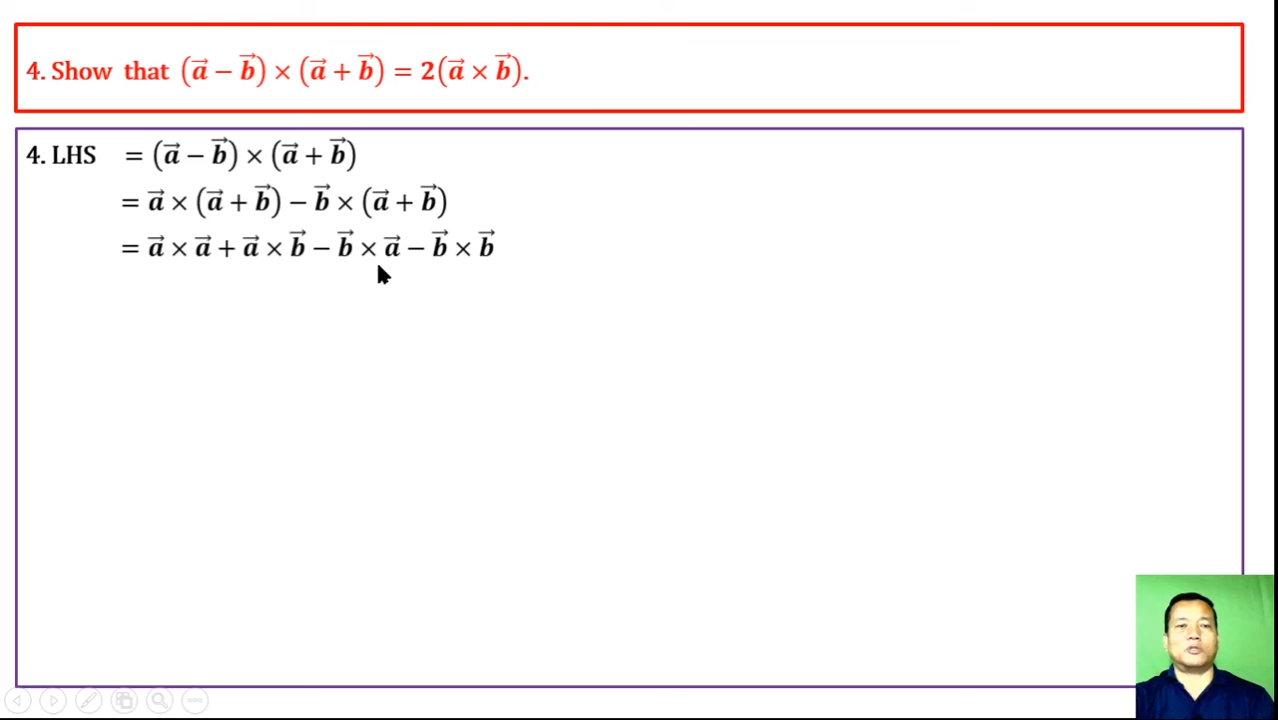 4. Show that (a⃗ − b⃗) × (a⃗ + b⃗) = 2(a⃗ × b⃗).
4. LHS = (a⃗ − b⃗) × (a⃗ + b⃗)
= a⃗ × (a⃗ + b⃗) − b⃗ × (a⃗ + b⃗)
= a⃗ × a⃗ + a⃗ × b⃗ − b⃗ × a⃗ − b⃗ × b⃗